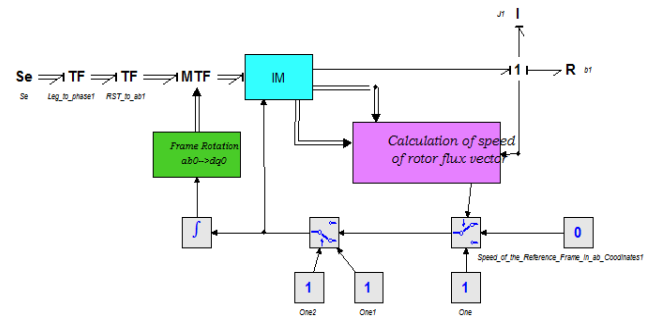 J1
I
Se
TF
TF
MTF
IM
1
R
b1
Se
Leg_to_phase1
RST_to_ab1
Frame Rotation
ab0-->dq0
Calculation of speed
of rotor flux vector
∫
0
Speed_of_the_Reference_Frame_in_ab_Coodinates1
1
1
1
One2
One1
One